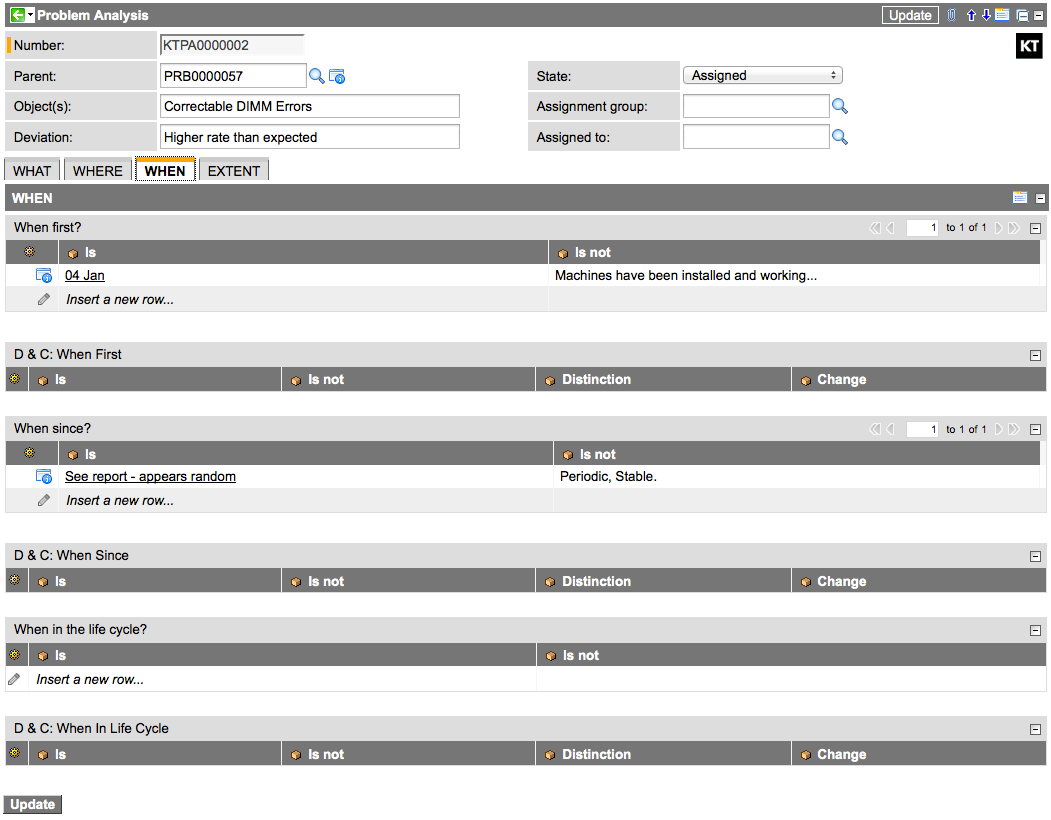 Problem Analysis Update
Number: KTPA0000002 KT
Parent: PRB0000057 State: Assigned
Object(s): Correctable DIMM Errors Assignment group:
Deviation: Higher rate than expected Assigned to:
WHAT WHERE WHEN EXTENT
WHEN
When first? 1 to 1 of 1
Is Is not
04 Jan Machines have been installed and working...
Insert a new row...
D & C: When First
Is Is not Distinction Change
When since? 1 to 1 of 1
Is Is not
See report - appears random Periodic, Stable.
Insert a new row...
D & C: When Since
Is Is not Distinction Change
When in the life cycle?
Is Is not
Insert a new row...
D & C: When In Life Cycle
Is Is not Distinction Change
Update